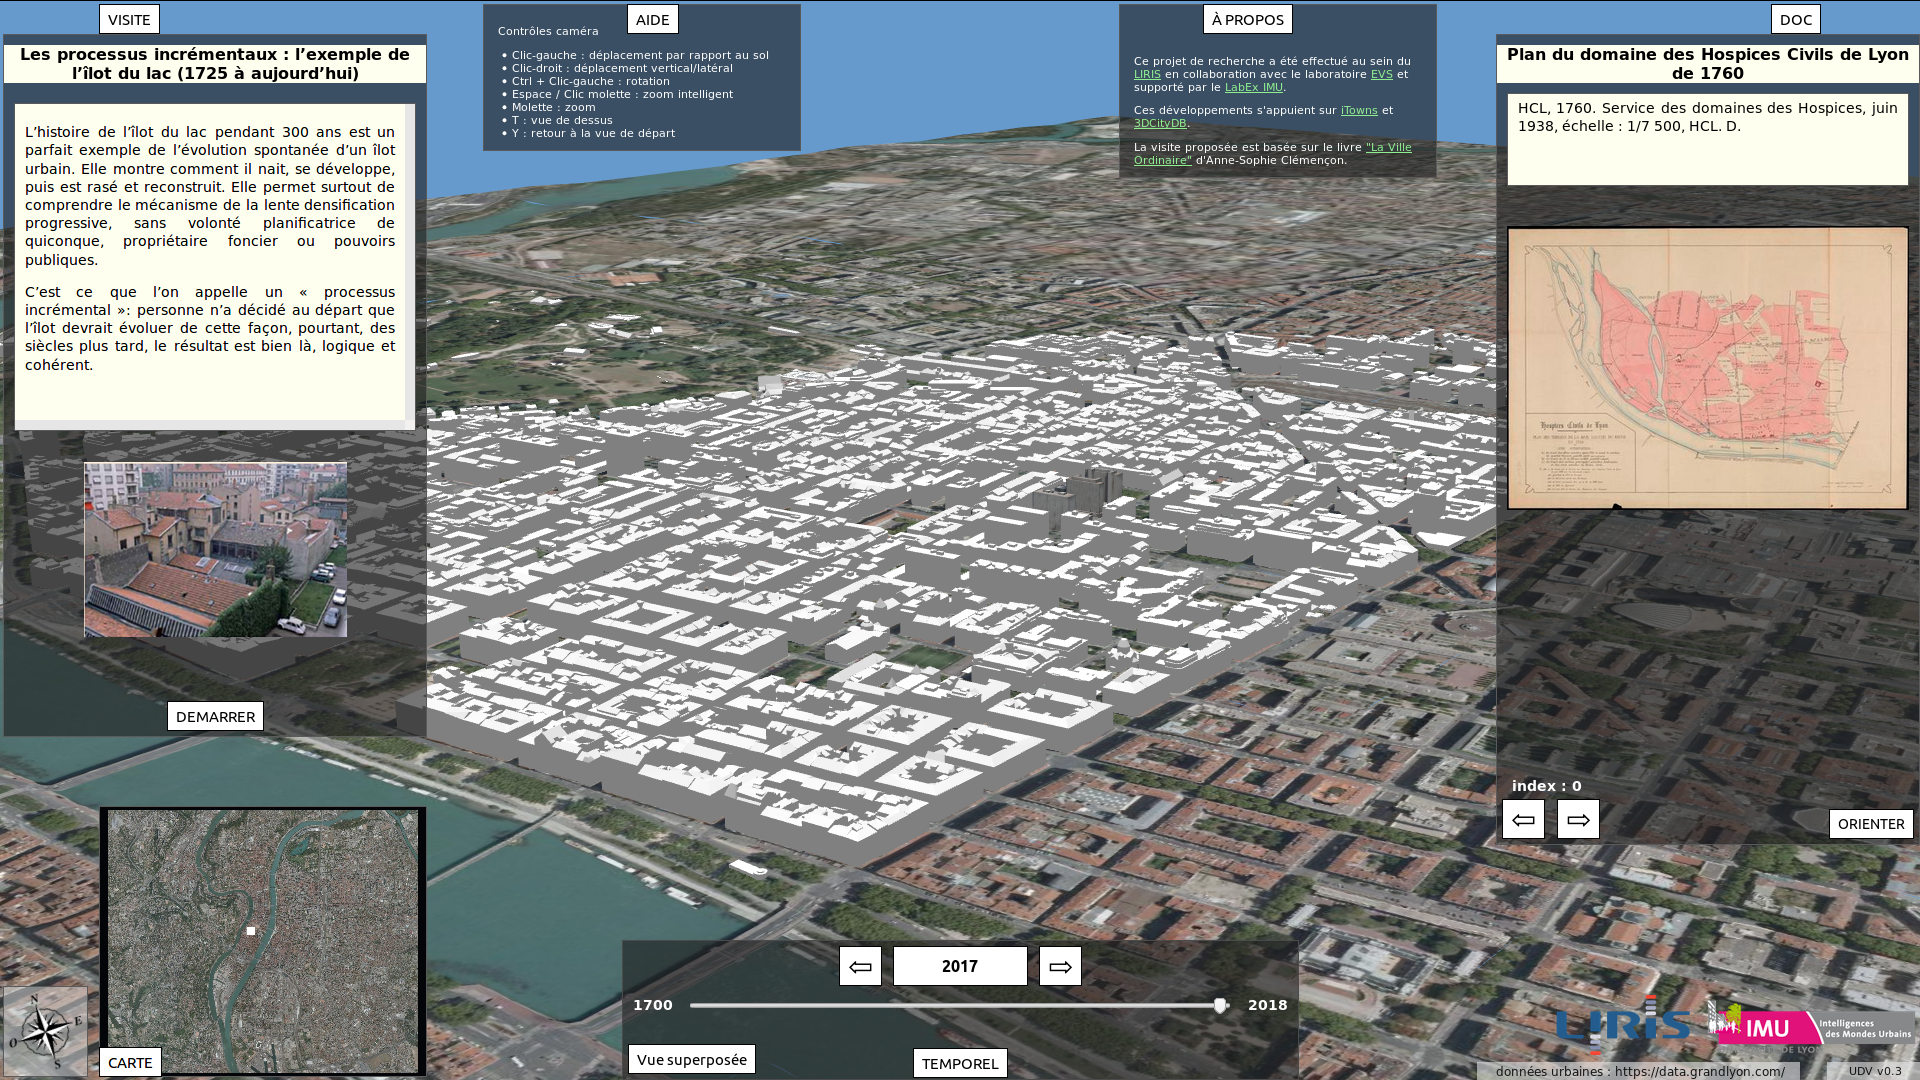 VISITE
Les processus incrémentaux : l’exemple de
l’îlot du lac (1725 à aujourd’hui)
L’histoire de l’îlot du lac pendant 300 ans est un
parfait exemple de l’évolution spontanée d’un îlot
urbain. Elle montre comment il nait, se développe,
puis est rasé et reconstruit. Elle permet surtout de
comprendre le mécanisme de la lente densification
progressive, sans volonté planificatrice de
quiconque, propriétaire foncier ou pouvoirs
publiques.
C’est ce que l’on appelle un « processus
incrémental »: personne n’a décidé au départ que
l’îlot devrait évoluer de cette façon, pourtant, des
siècles plus tard, le résultat est bien là, logique et
cohérent.
DEMARRER
AIDE
Contrôles caméra
• Clic-gauche : déplacement par rapport au sol
• Clic-droit : déplacement vertical/latéral
• Ctrl + Clic-gauche : rotation
• Espace / Clic molette : zoom intelligent
• Molette : zoom
• T : vue de dessus
• Y : retour à la vue de départ
À PROPOS
Ce projet de recherche a été effectué au sein du
LIRIS en collaboration avec le laboratoire EVS et
supporté par le LabEx IMU.
Ces développements s'appuient sur iTowns et
3DCityDB.
La visite proposée est basée sur le livre "La Ville
Ordinaire" d'Anne-Sophie Clémençon.
DOC
Plan du domaine des Hospices Civils de Lyon
de 1760
HCL, 1760. Service des domaines des Hospices, juin
1938, échelle : 1/7 500, HCL. D.
Hospices Civils de Lyon
index : 0
⇦ ⇨
ORIENTER
N
E
S
O
CARTE
⇦ 2017 ⇨
1700 2018
Vue superposée
TEMPOREL
LIRIS
IMU
Intelligences
des Mondes Urbains
données urbaines : https://data.grandlyon.com/
UDV v0.3